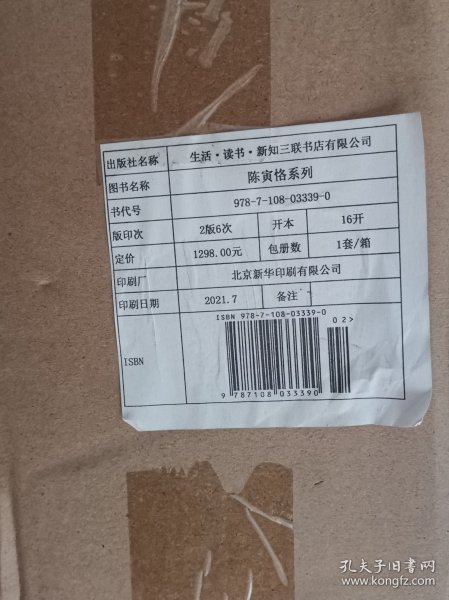 出版社名称 生活·读书·新知三联书店有限公司
图书名称 陈寅恪系列
书代号 978-7-108-03339-0
版印次 2版6次 开本 16开
定价 1298.00元 包册数 1套/箱
印刷厂 北京新华印刷有限公司
印刷日期 2021.7 备注
ISBN
ISBN 978-7-108-03339-0
02>
9 787108 033390
孔夫子旧书网
www.kongfz.com